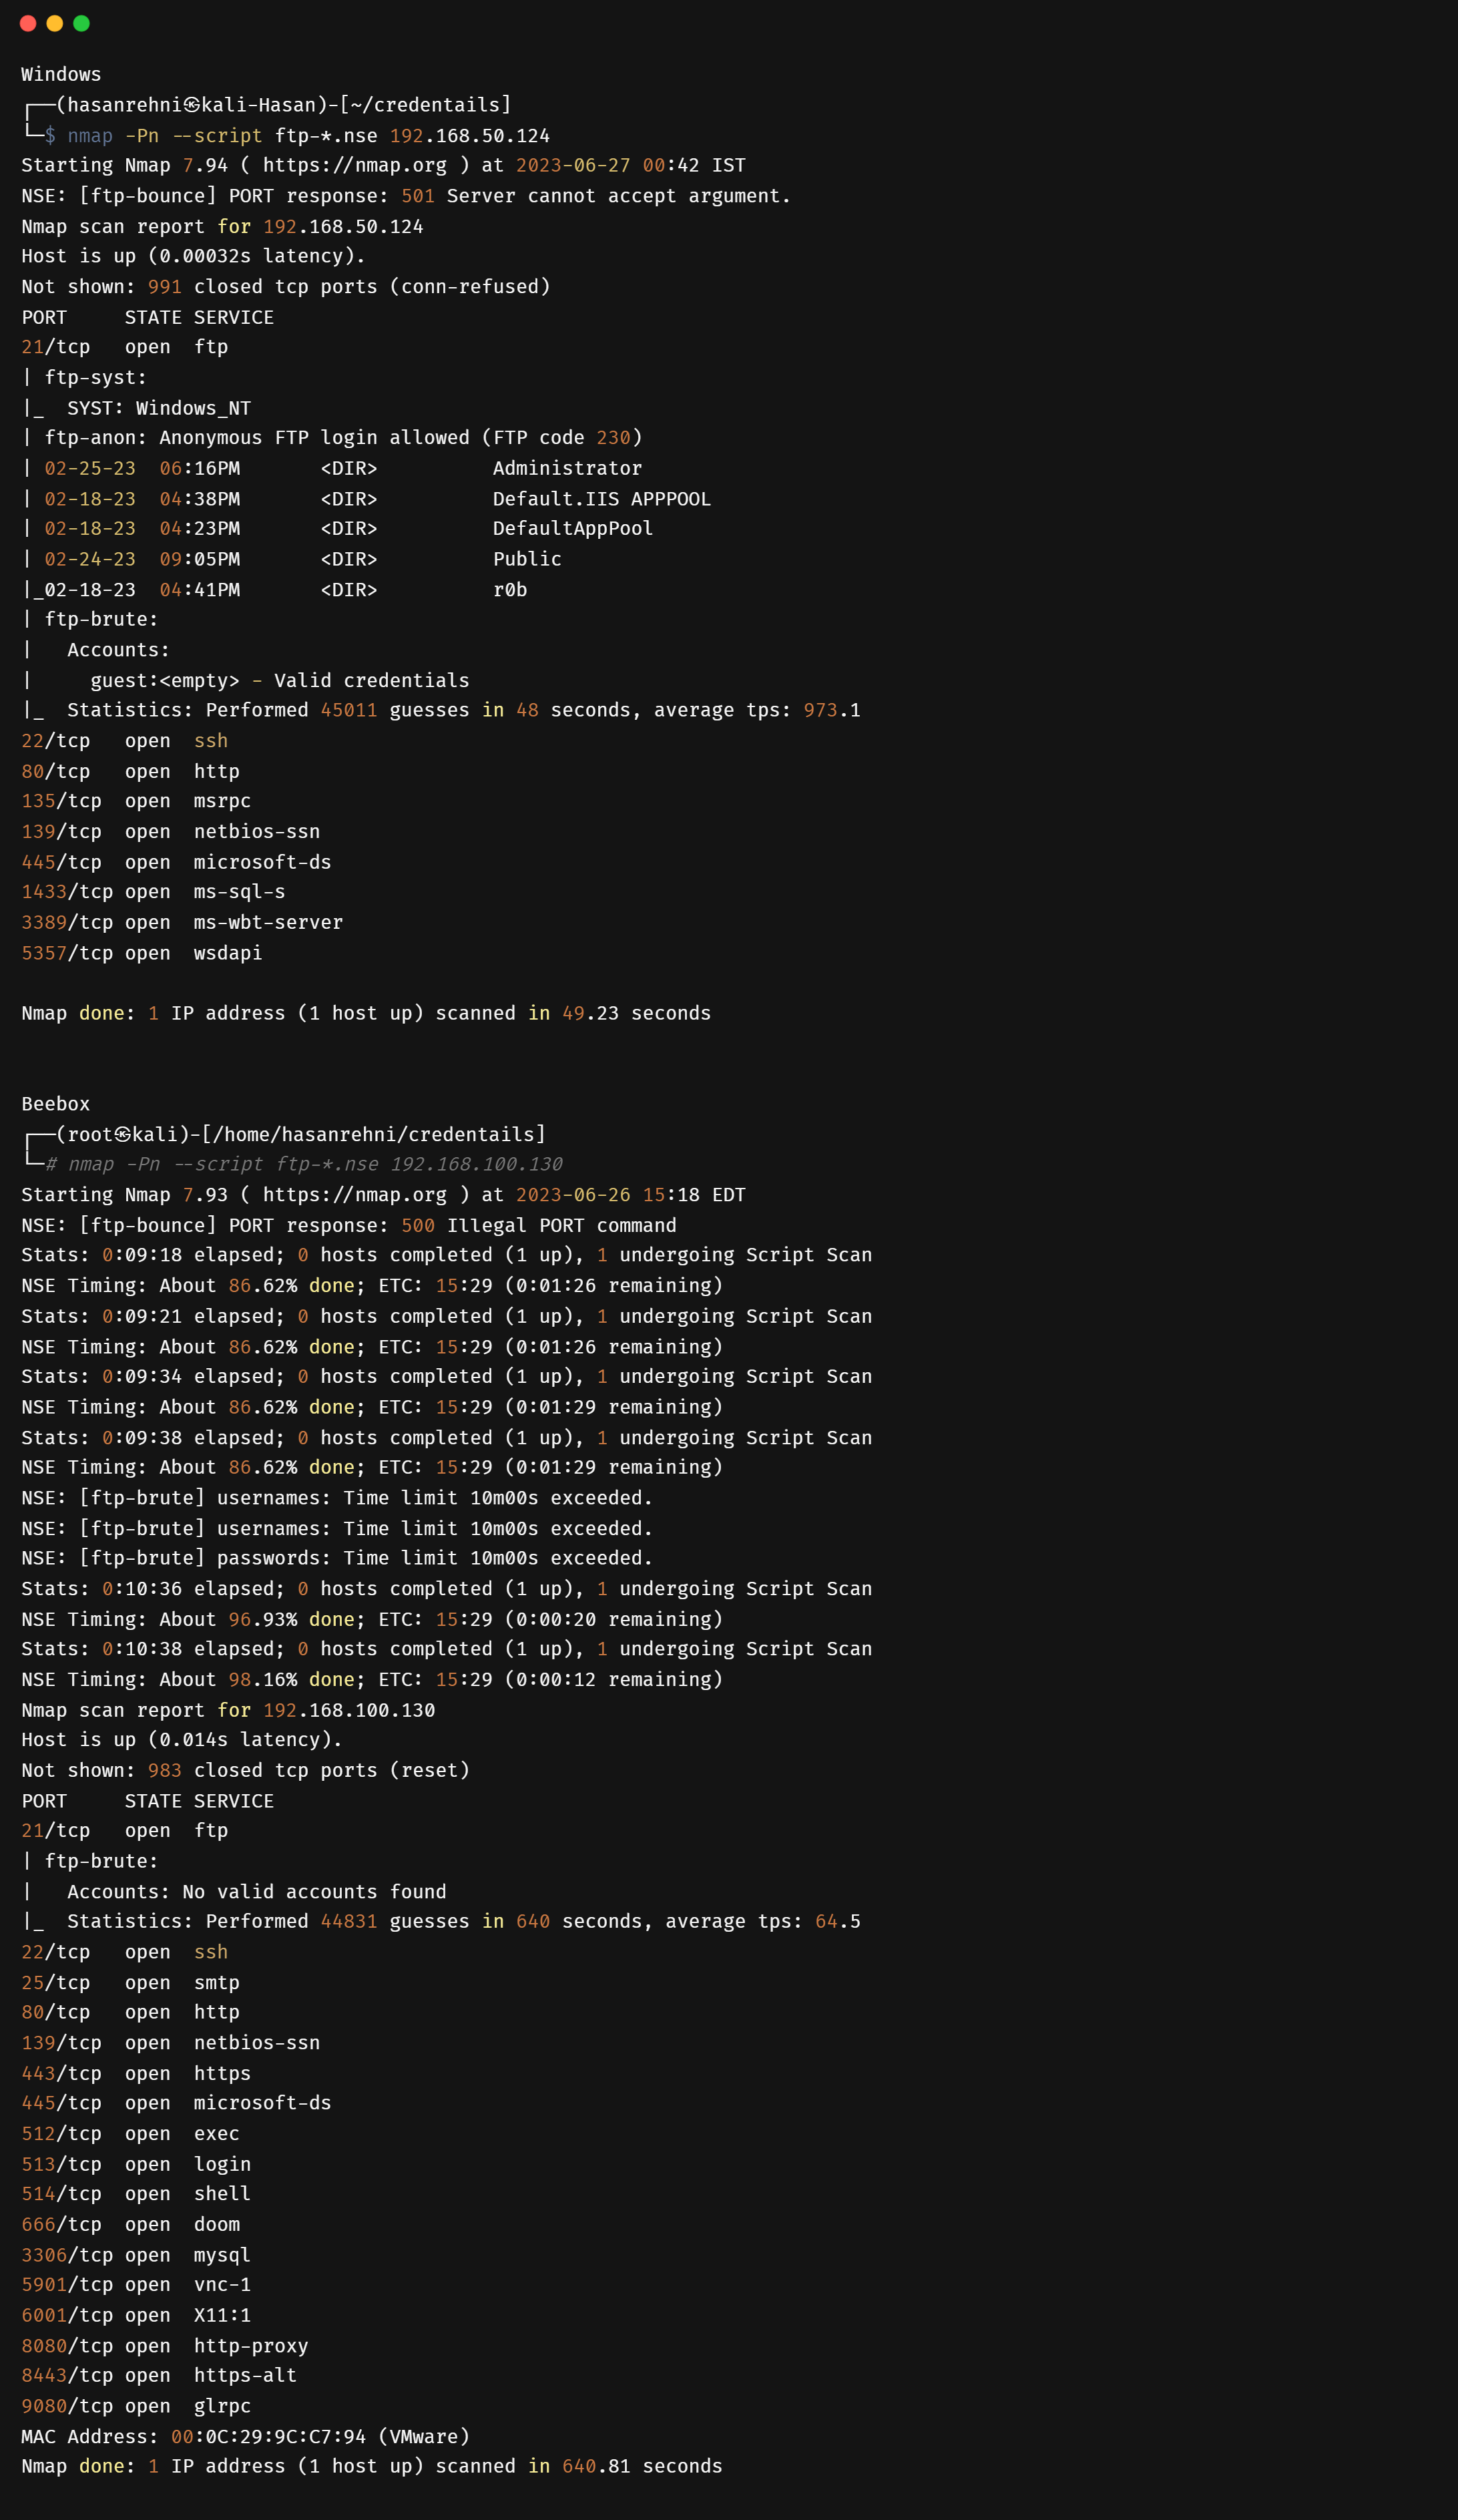 Windows
┌──(hasanrehni㉿kali-Hasan)-[~/credentails]
└─$ nmap -Pn --script ftp-*.nse 192.168.50.124
Starting Nmap 7.94 ( https://nmap.org ) at 2023-06-27 00:42 IST
NSE: [ftp-bounce] PORT response: 501 Server cannot accept argument.
Nmap scan report for 192.168.50.124
Host is up (0.00032s latency).
Not shown: 991 closed tcp ports (conn-refused)
PORT     STATE SERVICE
21/tcp   open  ftp
| ftp-syst:
|_  SYST: Windows_NT
| ftp-anon: Anonymous FTP login allowed (FTP code 230)
| 02-25-23  06:16PM       <DIR>          Administrator
| 02-18-23  04:38PM       <DIR>          Default.IIS APPPOOL
| 02-18-23  04:23PM       <DIR>          DefaultAppPool
| 02-24-23  09:05PM       <DIR>          Public
|_02-18-23  04:41PM       <DIR>          r0b
| ftp-brute:
|   Accounts:
|     guest:<empty> - Valid credentials
|_  Statistics: Performed 45011 guesses in 48 seconds, average tps: 973.1
22/tcp   open  ssh
80/tcp   open  http
135/tcp  open  msrpc
139/tcp  open  netbios-ssn
445/tcp  open  microsoft-ds
1433/tcp open  ms-sql-s
3389/tcp open  ms-wbt-server
5357/tcp open  wsdapi
Nmap done: 1 IP address (1 host up) scanned in 49.23 seconds
Beebox
┌──(root㉿kali)-[/home/hasanrehni/credentails]
└─# nmap -Pn --script ftp-*.nse 192.168.100.130
Starting Nmap 7.93 ( https://nmap.org ) at 2023-06-26 15:18 EDT
NSE: [ftp-bounce] PORT response: 500 Illegal PORT command
Stats: 0:09:18 elapsed; 0 hosts completed (1 up), 1 undergoing Script Scan
NSE Timing: About 86.62% done; ETC: 15:29 (0:01:26 remaining)
Stats: 0:09:21 elapsed; 0 hosts completed (1 up), 1 undergoing Script Scan
NSE Timing: About 86.62% done; ETC: 15:29 (0:01:26 remaining)
Stats: 0:09:34 elapsed; 0 hosts completed (1 up), 1 undergoing Script Scan
NSE Timing: About 86.62% done; ETC: 15:29 (0:01:29 remaining)
Stats: 0:09:38 elapsed; 0 hosts completed (1 up), 1 undergoing Script Scan
NSE Timing: About 86.62% done; ETC: 15:29 (0:01:29 remaining)
NSE: [ftp-brute] usernames: Time limit 10m00s exceeded.
NSE: [ftp-brute] usernames: Time limit 10m00s exceeded.
NSE: [ftp-brute] passwords: Time limit 10m00s exceeded.
Stats: 0:10:36 elapsed; 0 hosts completed (1 up), 1 undergoing Script Scan
NSE Timing: About 96.93% done; ETC: 15:29 (0:00:20 remaining)
Stats: 0:10:38 elapsed; 0 hosts completed (1 up), 1 undergoing Script Scan
NSE Timing: About 98.16% done; ETC: 15:29 (0:00:12 remaining)
Nmap scan report for 192.168.100.130
Host is up (0.014s latency).
Not shown: 983 closed tcp ports (reset)
PORT     STATE SERVICE
21/tcp   open  ftp
| ftp-brute:
|   Accounts: No valid accounts found
|_  Statistics: Performed 44831 guesses in 640 seconds, average tps: 64.5
22/tcp   open  ssh
25/tcp   open  smtp
80/tcp   open  http
139/tcp  open  netbios-ssn
443/tcp  open  https
445/tcp  open  microsoft-ds
512/tcp  open  exec
513/tcp  open  login
514/tcp  open  shell
666/tcp  open  doom
3306/tcp open  mysql
5901/tcp open  vnc-1
6001/tcp open  X11:1
8080/tcp open  http-proxy
8443/tcp open  https-alt
9080/tcp open  glrpc
MAC Address: 00:0C:29:9C:C7:94 (VMware)
Nmap done: 1 IP address (1 host up) scanned in 640.81 seconds